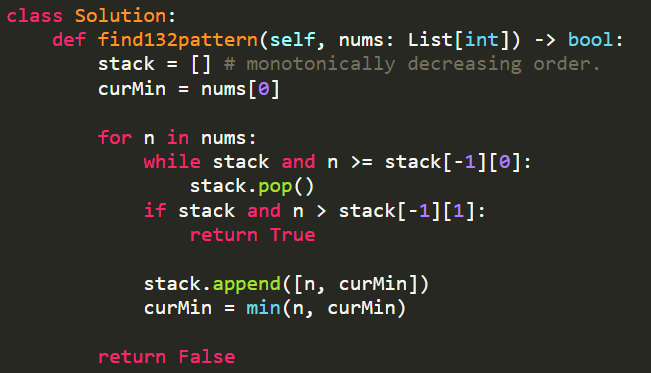 class Solution:
    def find132pattern(self, nums: List[int]) -> bool:
        stack = [] # monotonically decreasing order.
        curMin = nums[0]

        for n in nums:
            while stack and n >= stack[-1][0]:
                stack.pop()
            if stack and n > stack[-1][1]:
                return True

            stack.append([n, curMin])
            curMin = min(n, curMin)

        return False